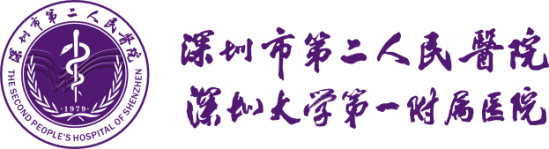 深圳市第二人民醫院
THE SECOND PEOPLE'S HOSPITAL OF SHENZHEN
·1979·
深圳市第二人民醫院
深圳大学第一附属医院